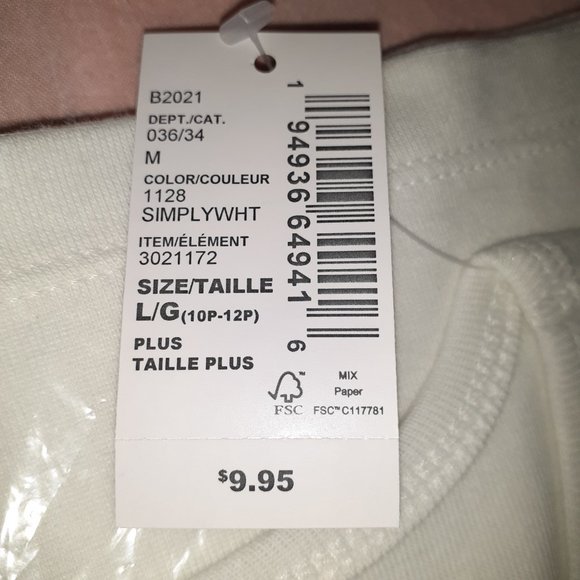 B2021
DEPT./CAT.
036/34
M
COLOR/COULEUR
1128
SIMPLYWHT
ITEM/ÉLÉMENT
3021172
SIZE/TAILLE
L/G(10P-12P)
PLUS
TAILLE PLUS
1 94936 64941 6
FSC™
MIX
Paper
FSC™ C117781
$9.95